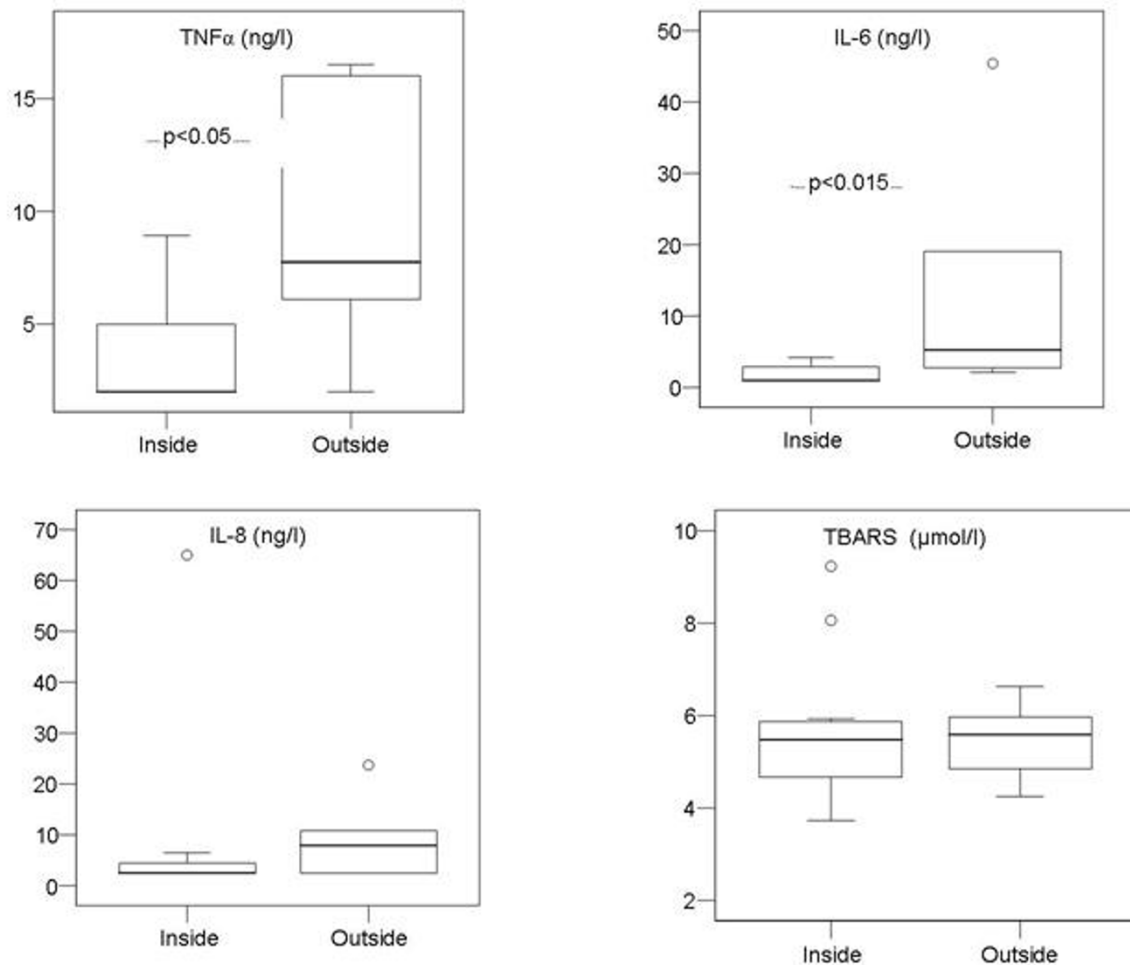 TNFα (ng/l)
15
p<0.05
10
5
Inside Outside
IL-6 (ng/l)
50
40
30
p<0.015
20
10
0
Inside Outside
IL-8 (ng/l)
70
60
50
40
30
20
10
0
Inside Outside
TBARS (µmol/l)
10
8
6
4
2
Inside Outside